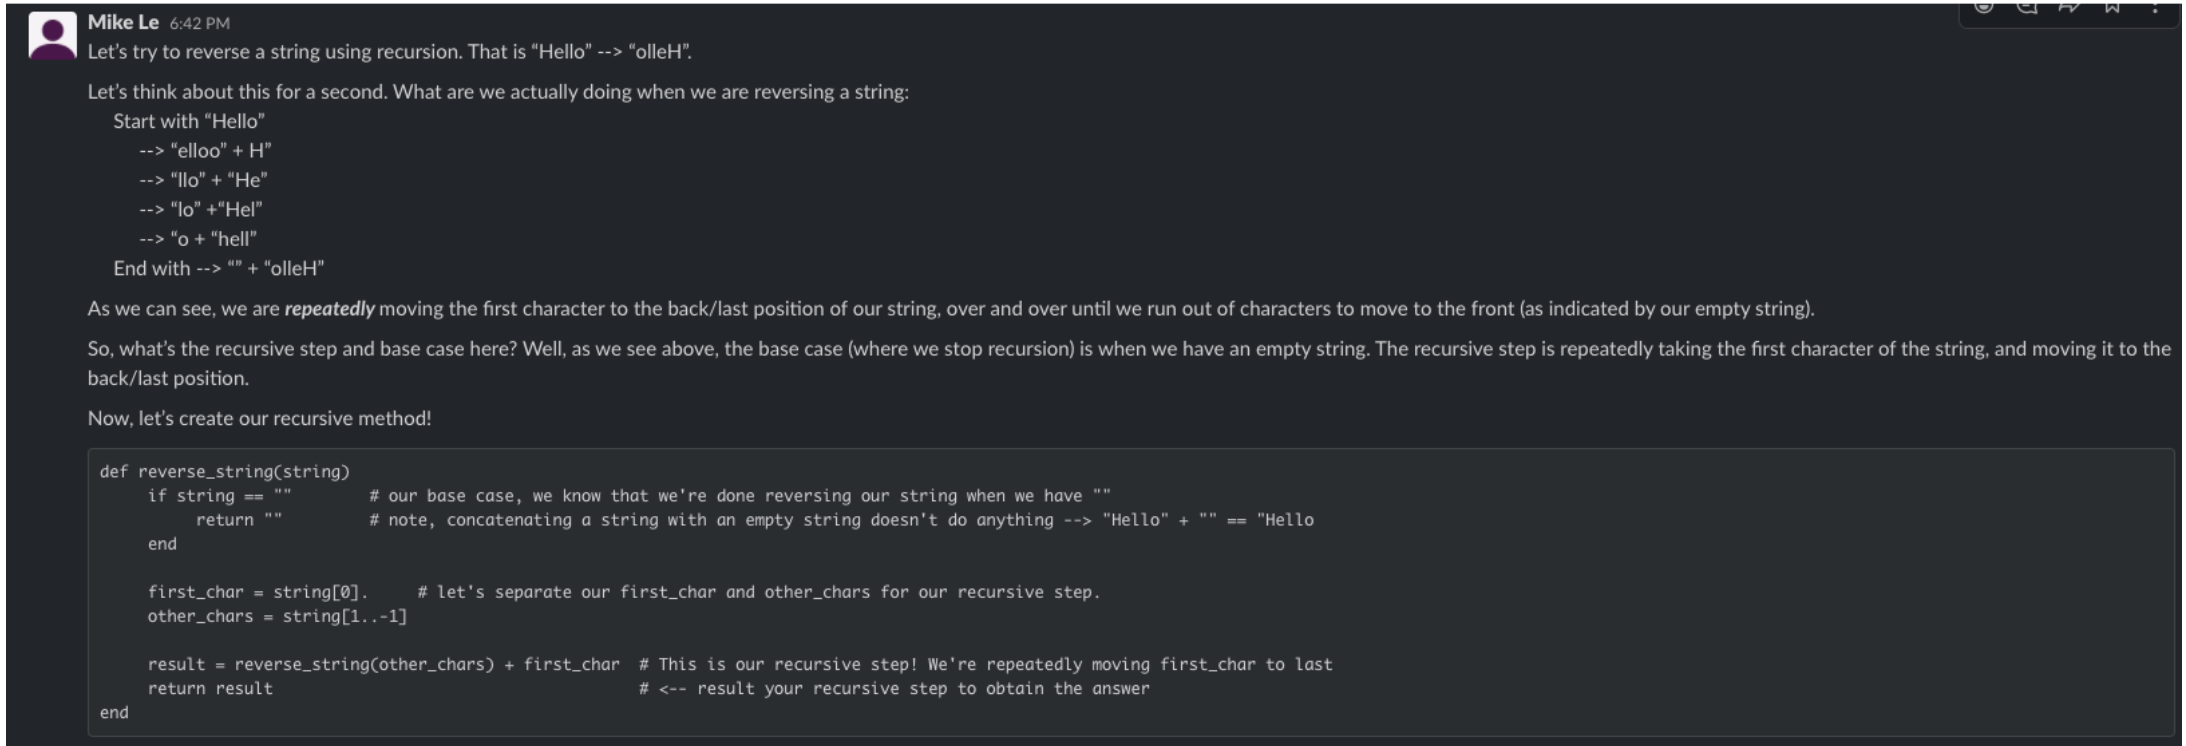 Mike Le 6:42 PM
Let’s try to reverse a string using recursion. That is “Hello” --> “olleH”.
Let’s think about this for a second. What are we actually doing when we are reversing a string:
Start with “Hello”
--> “elloo” + H”
--> “llo” + “He”
--> “lo” +“Hel”
--> “o + “hell”
End with --> “” + “olleH”
As we can see, we are repeatedly moving the first character to the back/last position of our string, over and over until we run out of characters to move to the front (as indicated by our empty string).
So, what’s the recursive step and base case here? Well, as we see above, the base case (where we stop recursion) is when we have an empty string. The recursive step is repeatedly taking the first character of the string, and moving it to the
back/last position.
Now, let’s create our recursive method!
def reverse_string(string)
if string == "" # our base case, we know that we're done reversing our string when we have ""
return "" # note, concatenating a string with an empty string doesn't do anything --> "Hello" + "" == "Hello
end
first_char = string[0]. # let's separate our first_char and other_chars for our recursive step.
other_chars = string[1..-1]
result = reverse_string(other_chars) + first_char # This is our recursive step! We're repeatedly moving first_char to last
return result # <-- result your recursive step to obtain the answer
end